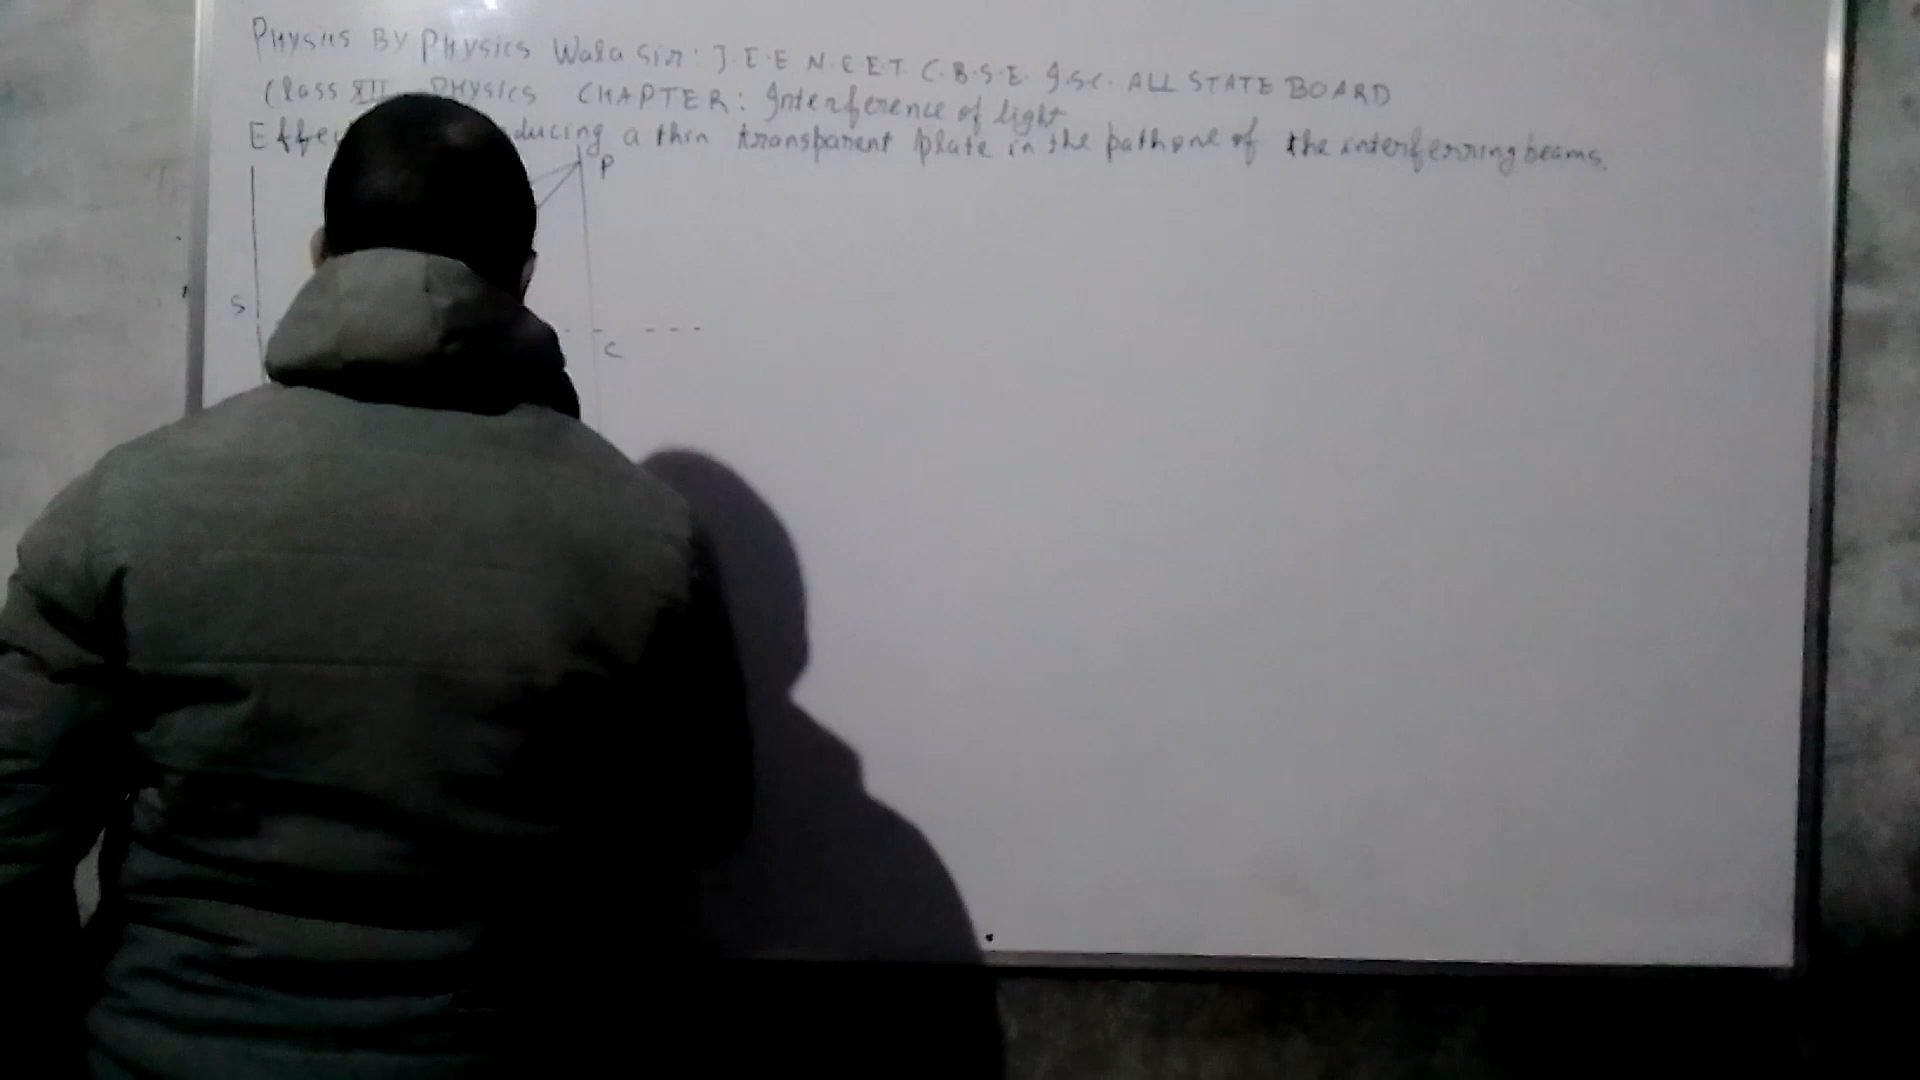 Physics BY Physics Wala Sir: J.E.E N.E.E.T. C.B.S.E. I.S.C. ALL STATE BOARD
Class XII PHYSICS CHAPTER: Interference of light
Effe ducing a thin transparent plate in the path one of the interferring beams.
P
S
C